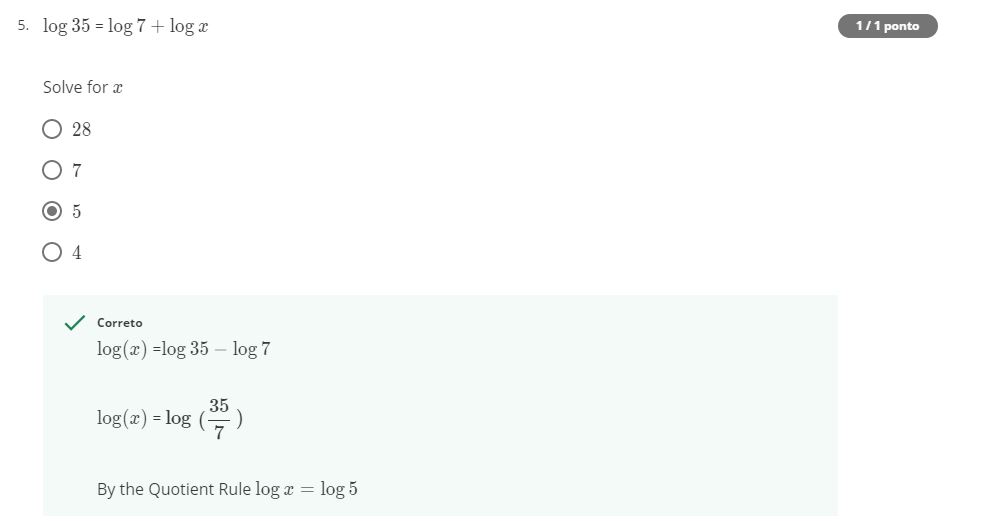 5. log 35 = log 7 + log x
1 / 1 ponto
Solve for x
28
7
5
4
Correto
log(x) =log 35 − log 7
log(x) = log (35/7)
By the Quotient Rule log x = log 5